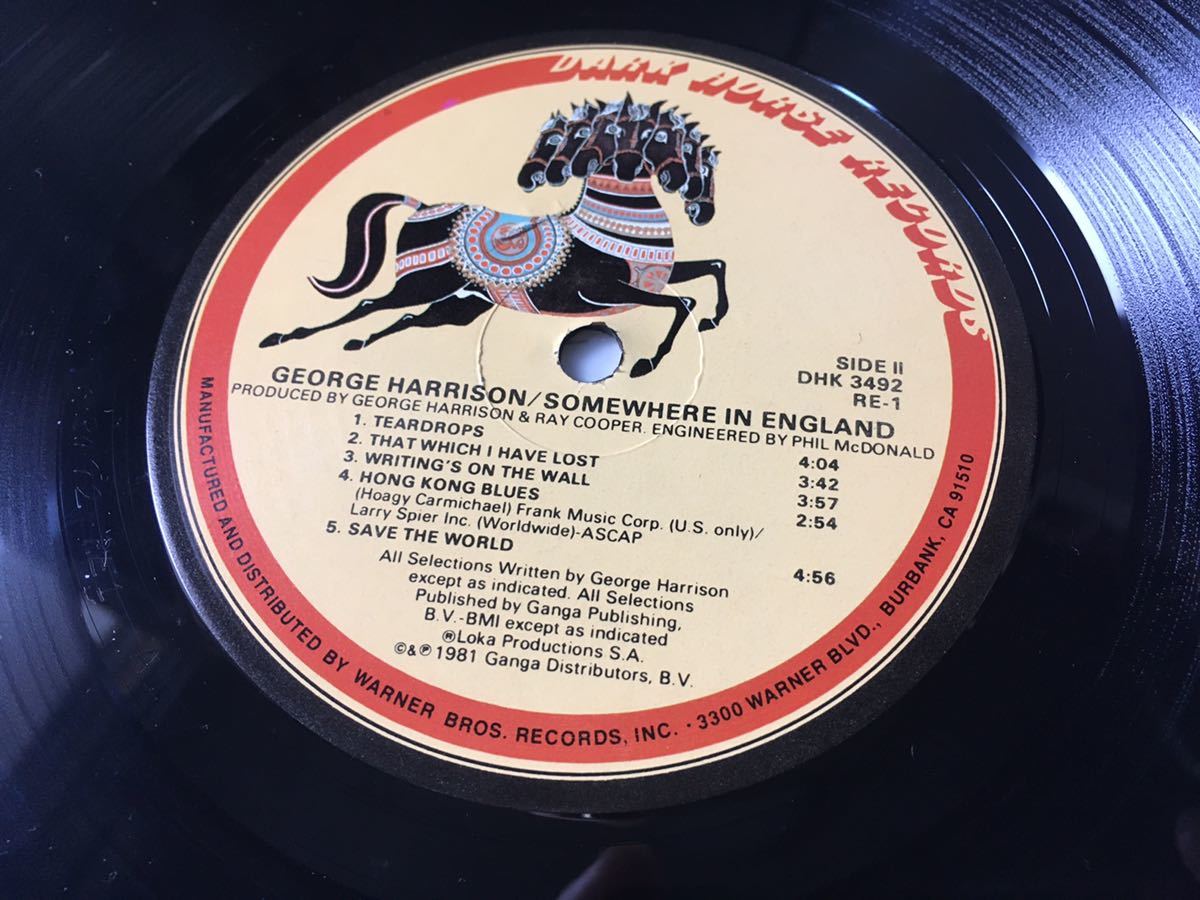 DARK HORSE RECORDS
SIDE II
DHK 3492
RE-1
GEORGE HARRISON/SOMEWHERE IN ENGLAND
PRODUCED BY GEORGE HARRISON & RAY COOPER. ENGINEERED BY PHIL McDONALD
1. TEARDROPS 4:04
2. THAT WHICH I HAVE LOST 3:42
3. WRITING'S ON THE WALL 3:57
4. HONG KONG BLUES 2:54
(Hoagy Carmichael) Frank Music Corp. (U.S. only)/
Larry Spier Inc. (Worldwide)-ASCAP
5. SAVE THE WORLD 4:56
All Selections Written by George Harrison
except as indicated. All Selections
Published by Ganga Publishing,
B.V.-BMI except as indicated
®Loka Productions S.A.
©&℗ 1981 Ganga Distributors, B.V.
MANUFACTURED AND DISTRIBUTED BY WARNER BROS. RECORDS, INC. · 3300 WARNER BLVD., BURBANK, CA 91510